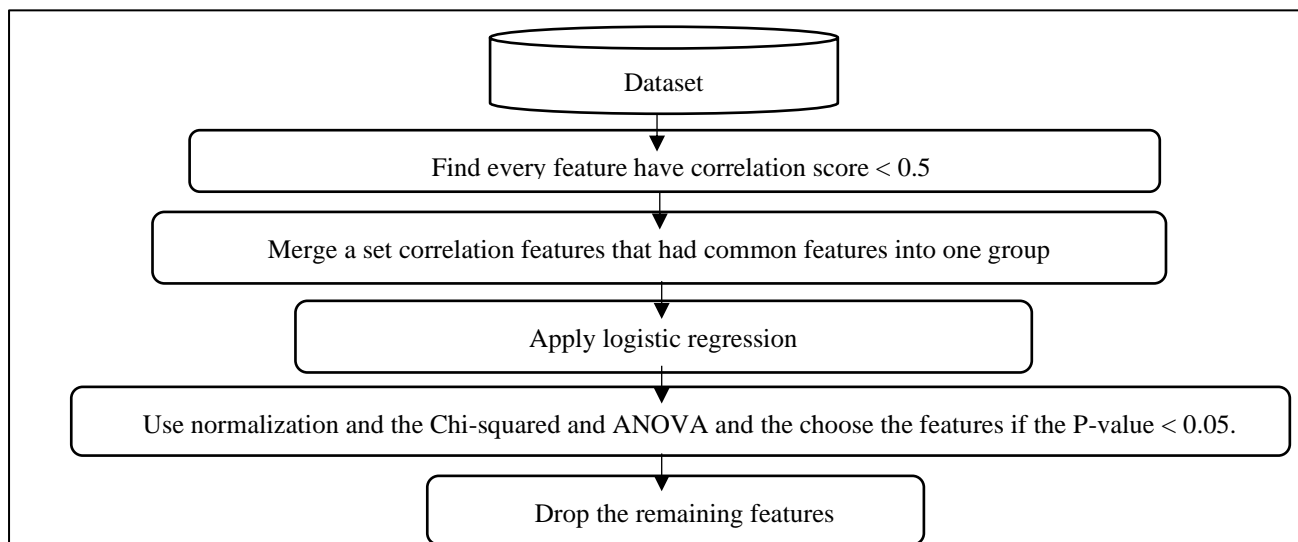 Dataset
Find every feature have correlation score < 0.5
Merge a set correlation features that had common features into one group
Apply logistic regression
Use normalization and the Chi-squared and ANOVA and the choose the features if the P-value < 0.05.
Drop the remaining features